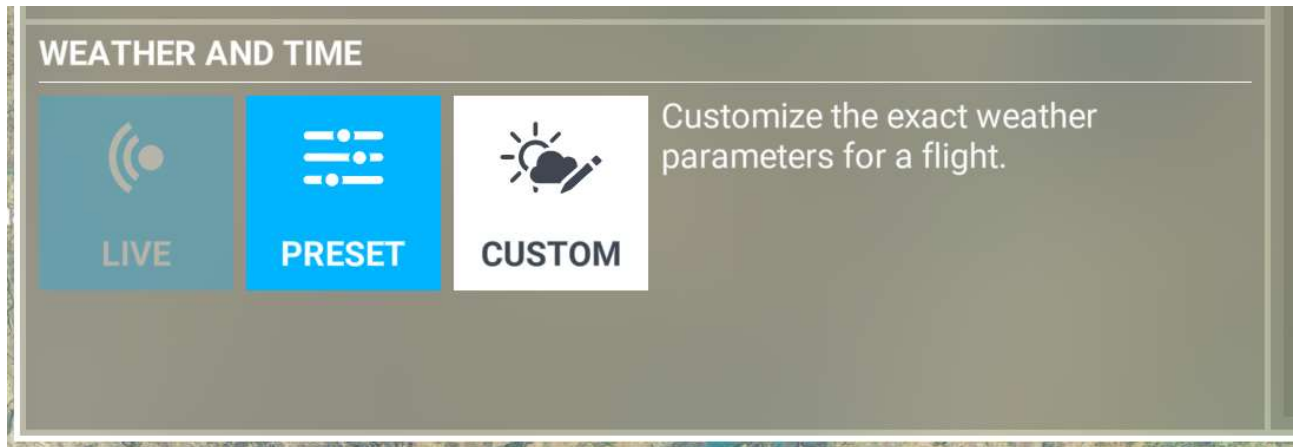 WEATHER AND TIME
LIVE
PRESET
CUSTOM
Customize the exact weather
parameters for a flight.